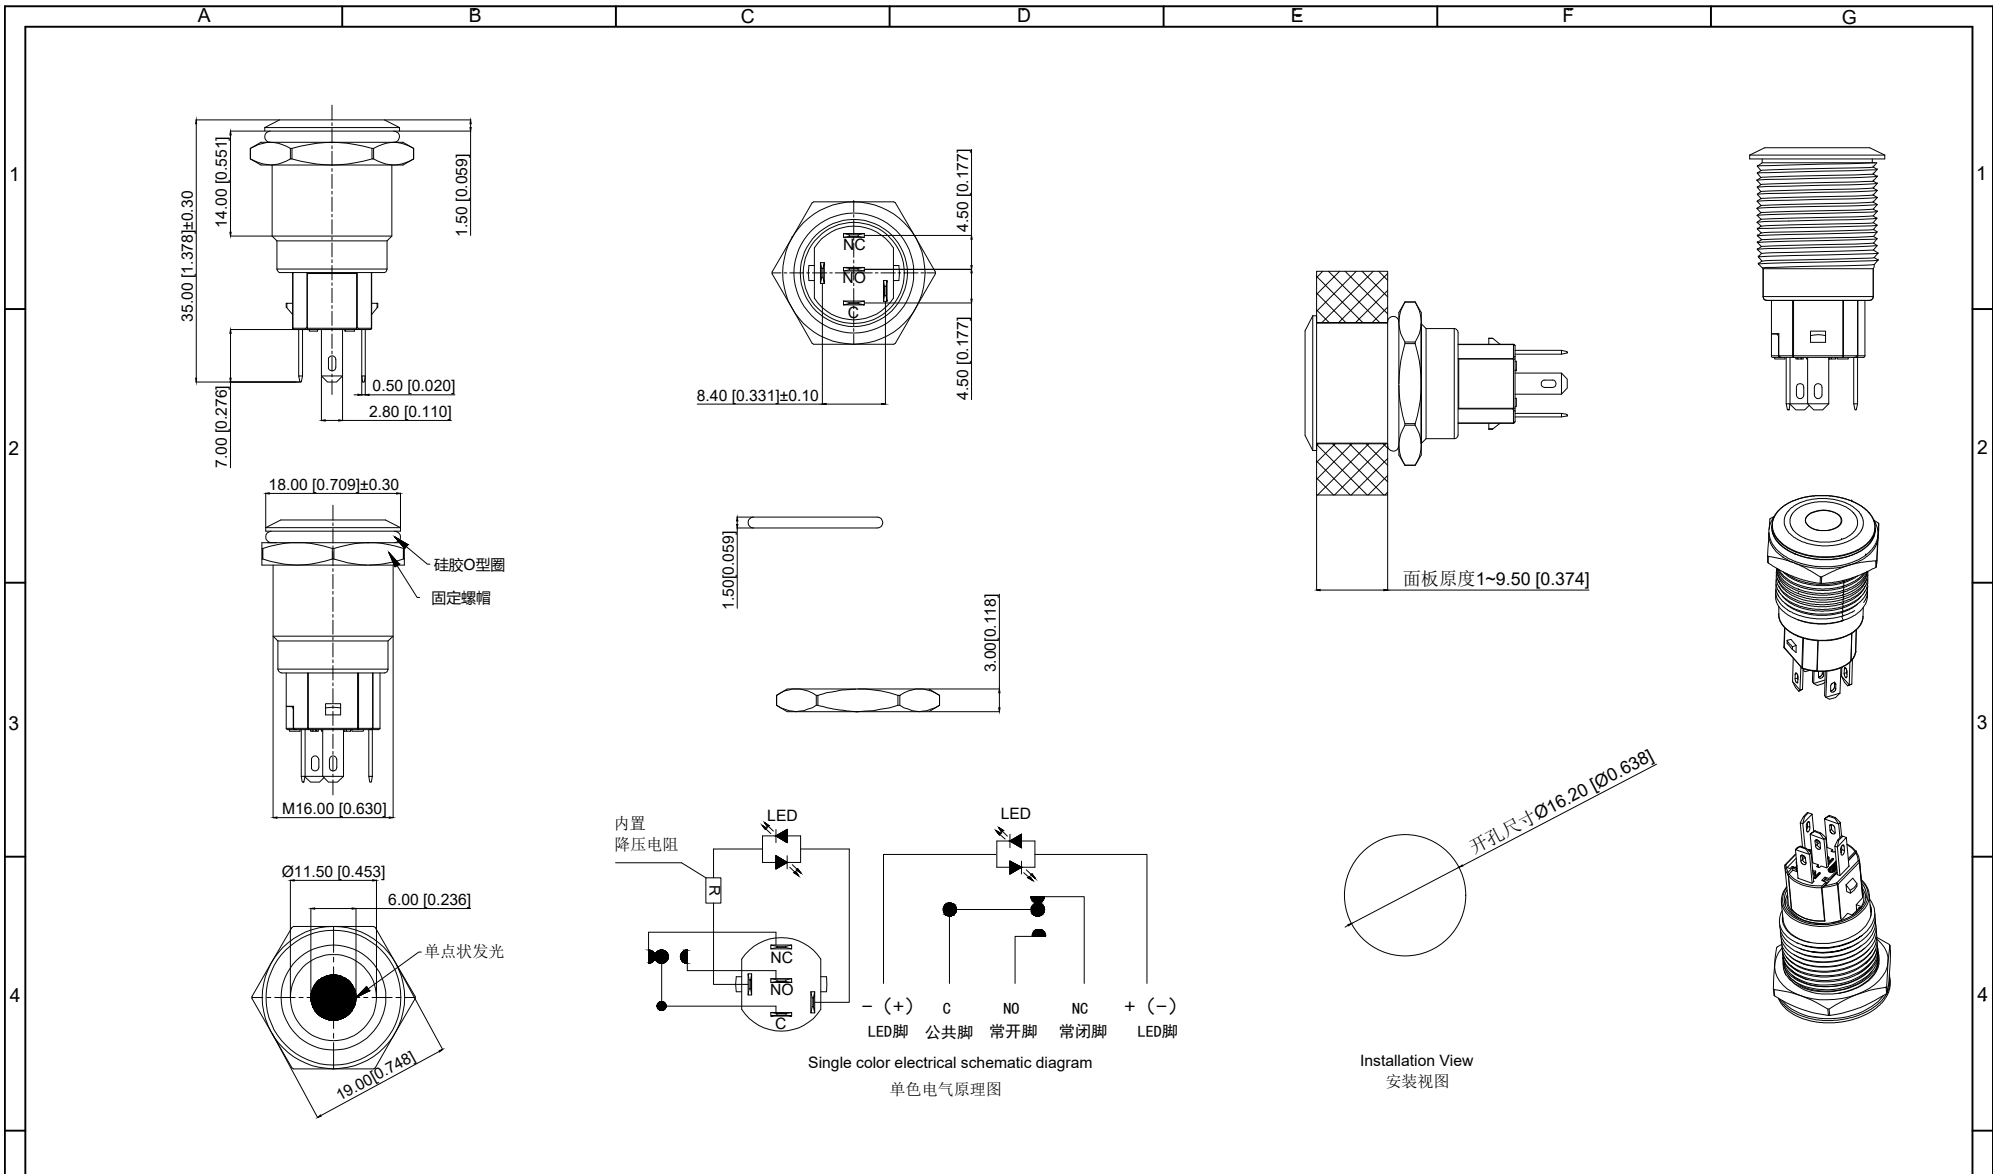 A B C D E F G
1
1
2
2
3
3
4
4
35.00 [1.378]±0.30
14.00 [0.551]
1.50 [0.059]
7.00 [0.276]
0.50 [0.020]
2.80 [0.110]
NC
NO
C
4.50 [0.177]
4.50 [0.177]
8.40 [0.331]±0.10
18.00 [0.709]±0.30
硅胶O型圈
固定螺帽
M16.00 [0.630]
1.50[0.059]
3.00[0.118]
面板原度1~9.50 [0.374]
Ø11.50 [0.453]
6.00 [0.236]
单点状发光
19.00[0.748]
内置
降压电阻
LED
R
NC
NO
C
LED
- (+) C NO NC + (-)
LED脚 公共脚 常开脚 常闭脚 LED脚
Single color electrical schematic diagram
单色电气原理图
开孔尺寸Ø16.20 [Ø0.638]
Installation View
安装视图